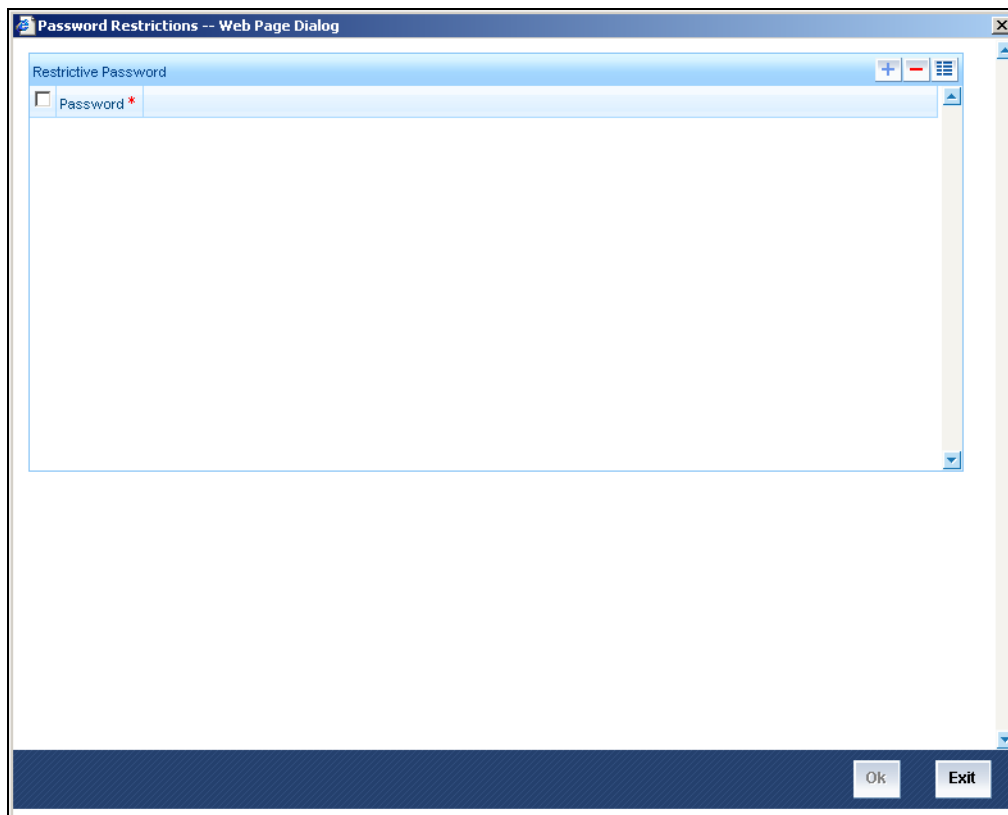 Password Restrictions -- Web Page Dialog
Restrictive Password
Password *
Ok
Exit